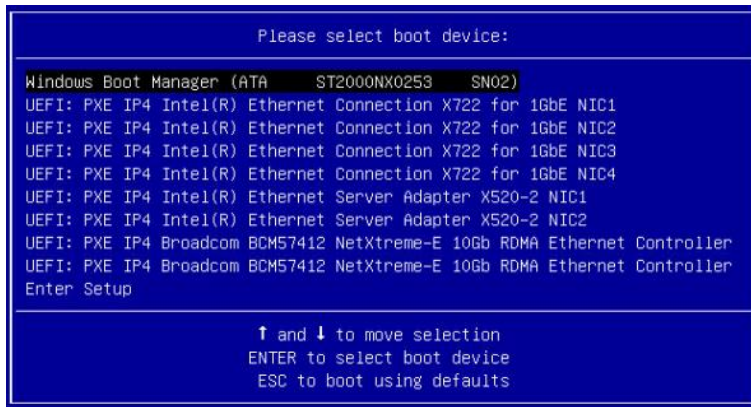 Please select boot device:
Windows Boot Manager (ATA ST2000NX0253 SN02)
UEFI: PXE IP4 Intel(R) Ethernet Connection X722 for 1GbE NIC1
UEFI: PXE IP4 Intel(R) Ethernet Connection X722 for 1GbE NIC2
UEFI: PXE IP4 Intel(R) Ethernet Connection X722 for 1GbE NIC3
UEFI: PXE IP4 Intel(R) Ethernet Connection X722 for 1GbE NIC4
UEFI: PXE IP4 Intel(R) Ethernet Server Adapter X520-2 NIC1
UEFI: PXE IP4 Intel(R) Ethernet Server Adapter X520-2 NIC2
UEFI: PXE IP4 Broadcom BCM57412 NetXtreme-E 10Gb RDMA Ethernet Controller
UEFI: PXE IP4 Broadcom BCM57412 NetXtreme-E 10Gb RDMA Ethernet Controller
Enter Setup
↑ and ↓ to move selection
ENTER to select boot device
ESC to boot using defaults